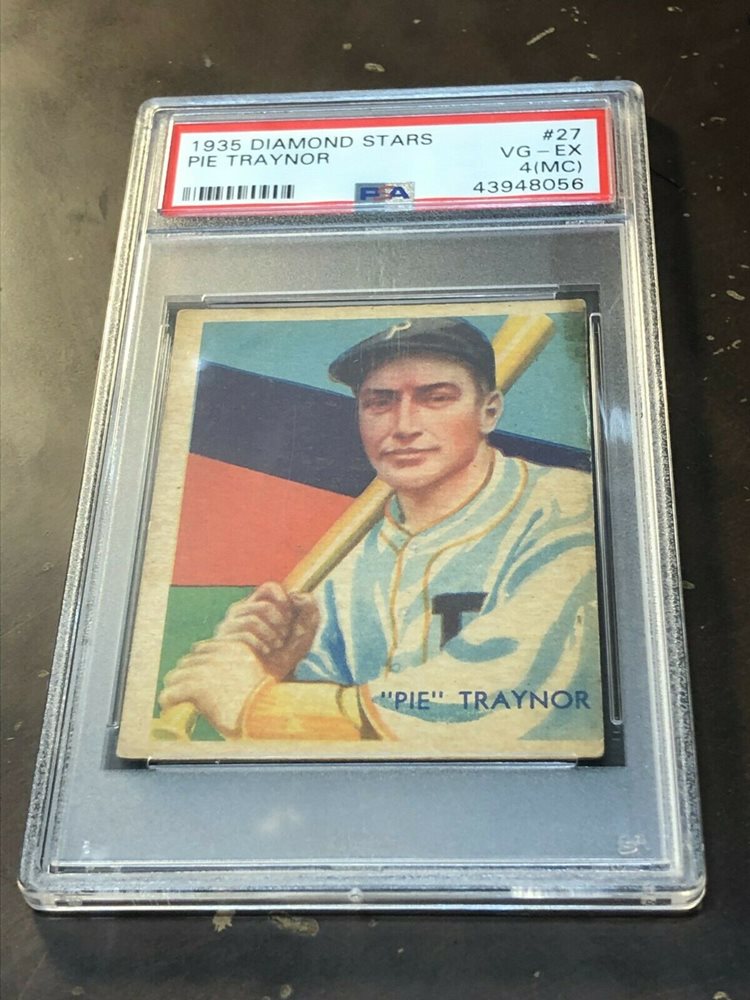 1935 DIAMOND STARS
PIE TRAYNOR
#27
VG - EX
4(MC)
43948056
PSA
P
T
"PIE" TRAYNOR